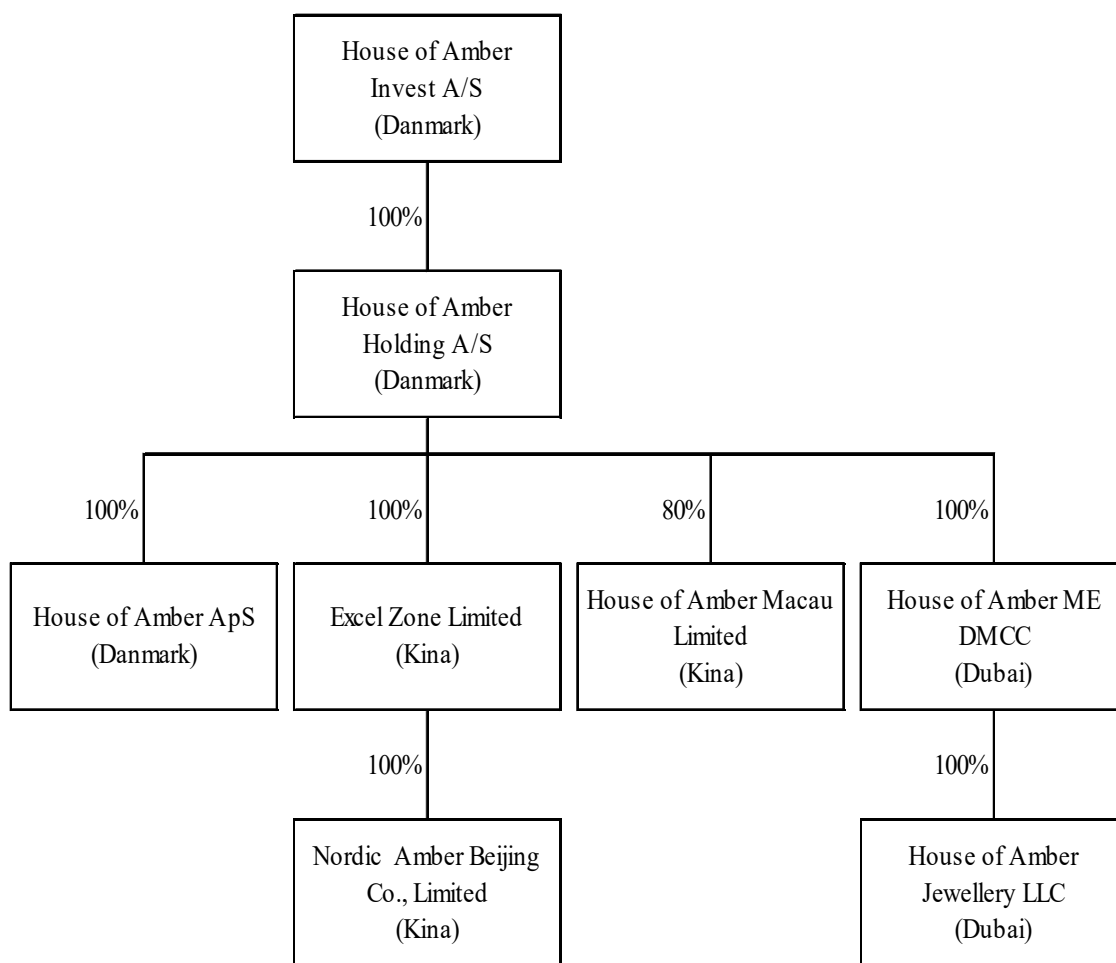 House of Amber
Invest A/S
(Danmark)
100%
House of Amber
Holding A/S
(Danmark)
100%
100%
80%
100%
House of Amber ApS
(Danmark)
Excel Zone Limited
(Kina)
House of Amber Macau
Limited
(Kina)
House of Amber ME
DMCC
(Dubai)
100%
100%
Nordic Amber Beijing
Co., Limited
(Kina)
House of Amber
Jewellery LLC
(Dubai)